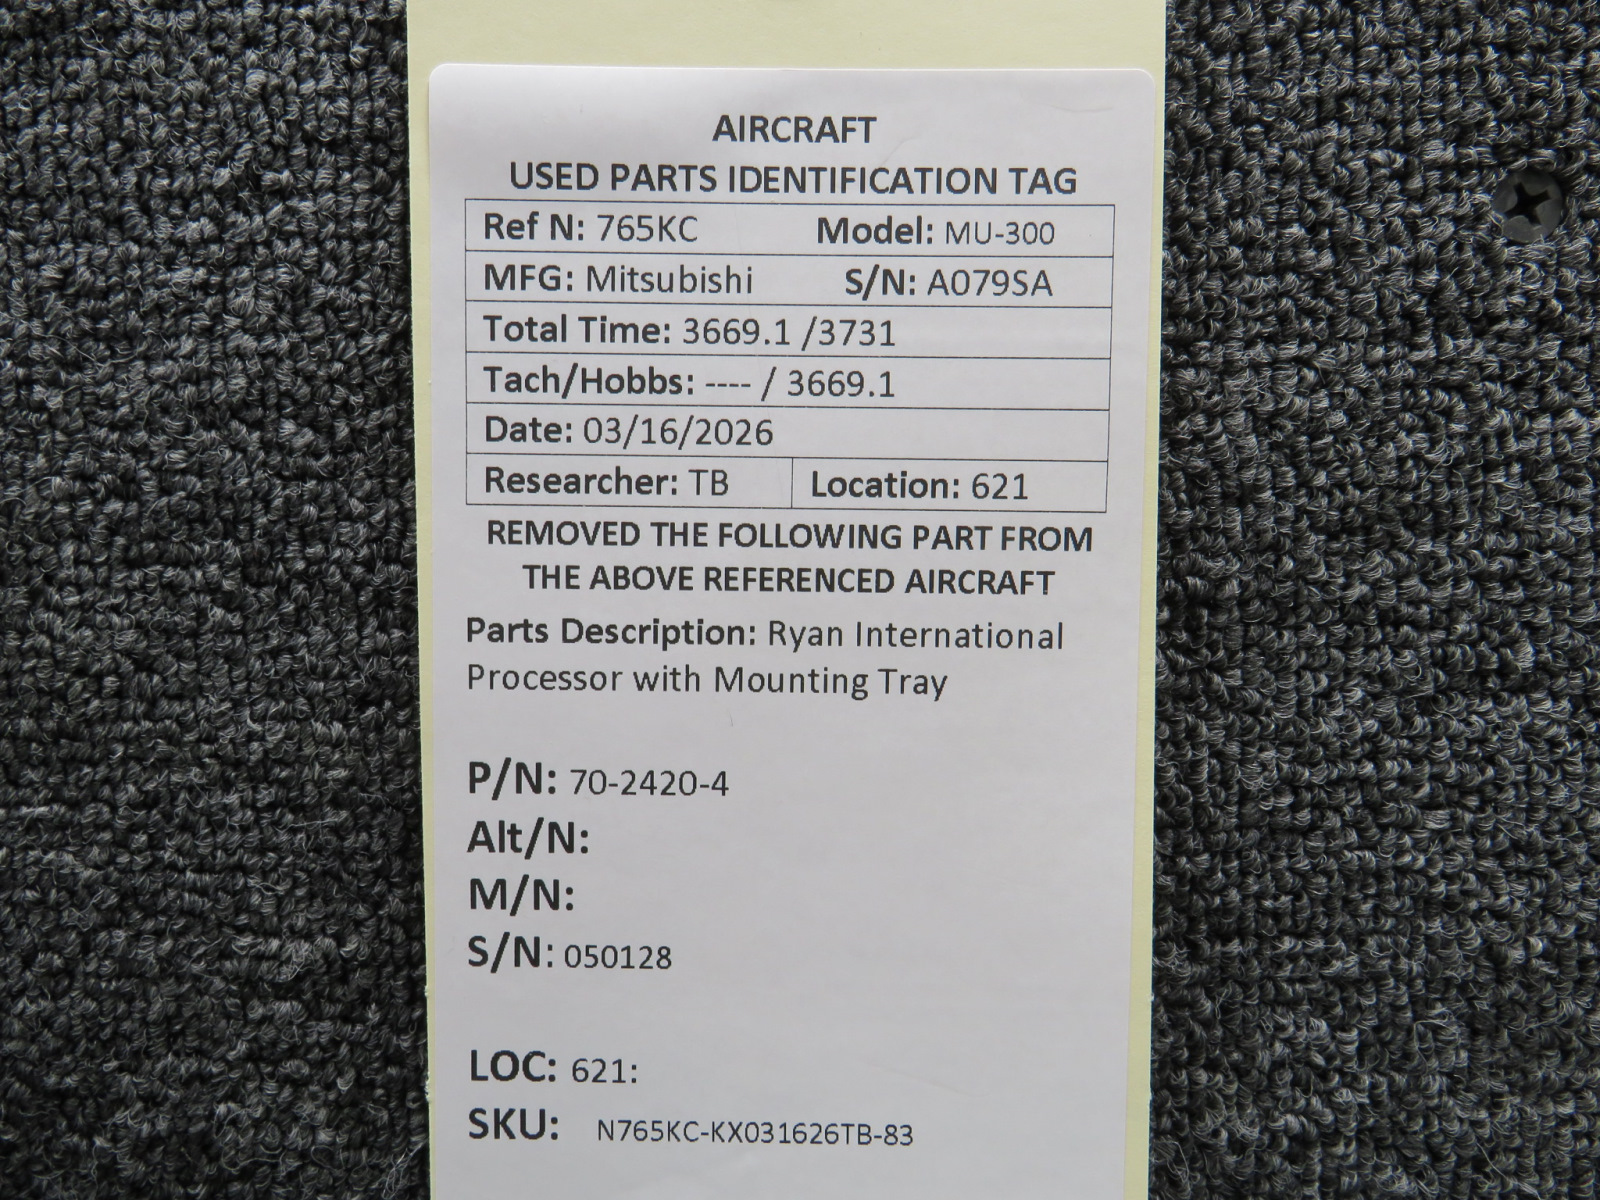 AIRCRAFT
USED PARTS IDENTIFICATION TAG
Ref N: 765KC Model: MU-300
MFG: Mitsubishi S/N: A079SA
Total Time: 3669.1 /3731
Tach/Hobbs: ---- / 3669.1
Date: 03/16/2026
Researcher: TB Location: 621
REMOVED THE FOLLOWING PART FROM
THE ABOVE REFERENCED AIRCRAFT
Parts Description: Ryan International
Processor with Mounting Tray
P/N: 70-2420-4
Alt/N:
M/N:
S/N: 050128
LOC: 621:
SKU: N765KC-KX031626TB-83